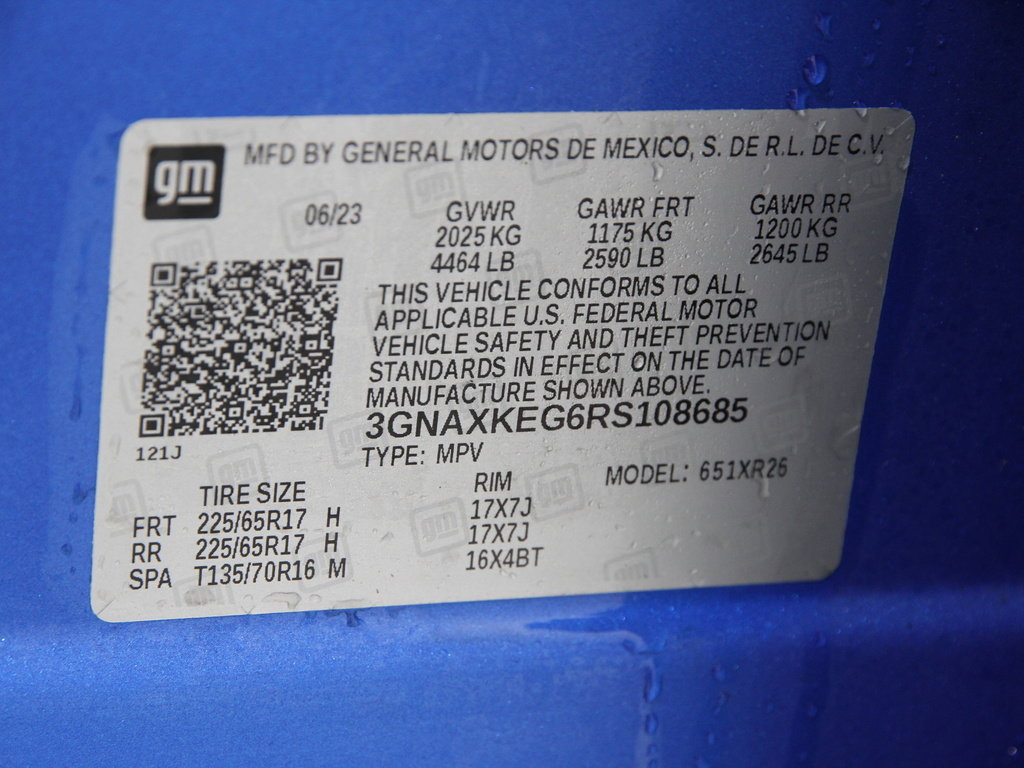 gm
MFD BY GENERAL MOTORS DE MEXICO, S. DE R.L. DE C.V.
06/23 GVWR GAWR FRT GAWR RR
2025 KG 1175 KG 1200 KG
4464 LB 2590 LB 2645 LB
THIS VEHICLE CONFORMS TO ALL
APPLICABLE U.S. FEDERAL MOTOR
VEHICLE SAFETY AND THEFT PREVENTION
STANDARDS IN EFFECT ON THE DATE OF
MANUFACTURE SHOWN ABOVE.
3GNAXKEG6RS108685
121J
TYPE: MPV MODEL: 651XR26
TIRE SIZE RIM
FRT 225/65R17 H 17X7J
RR 225/65R17 H 17X7J
SPA T135/70R16 M 16X4BT